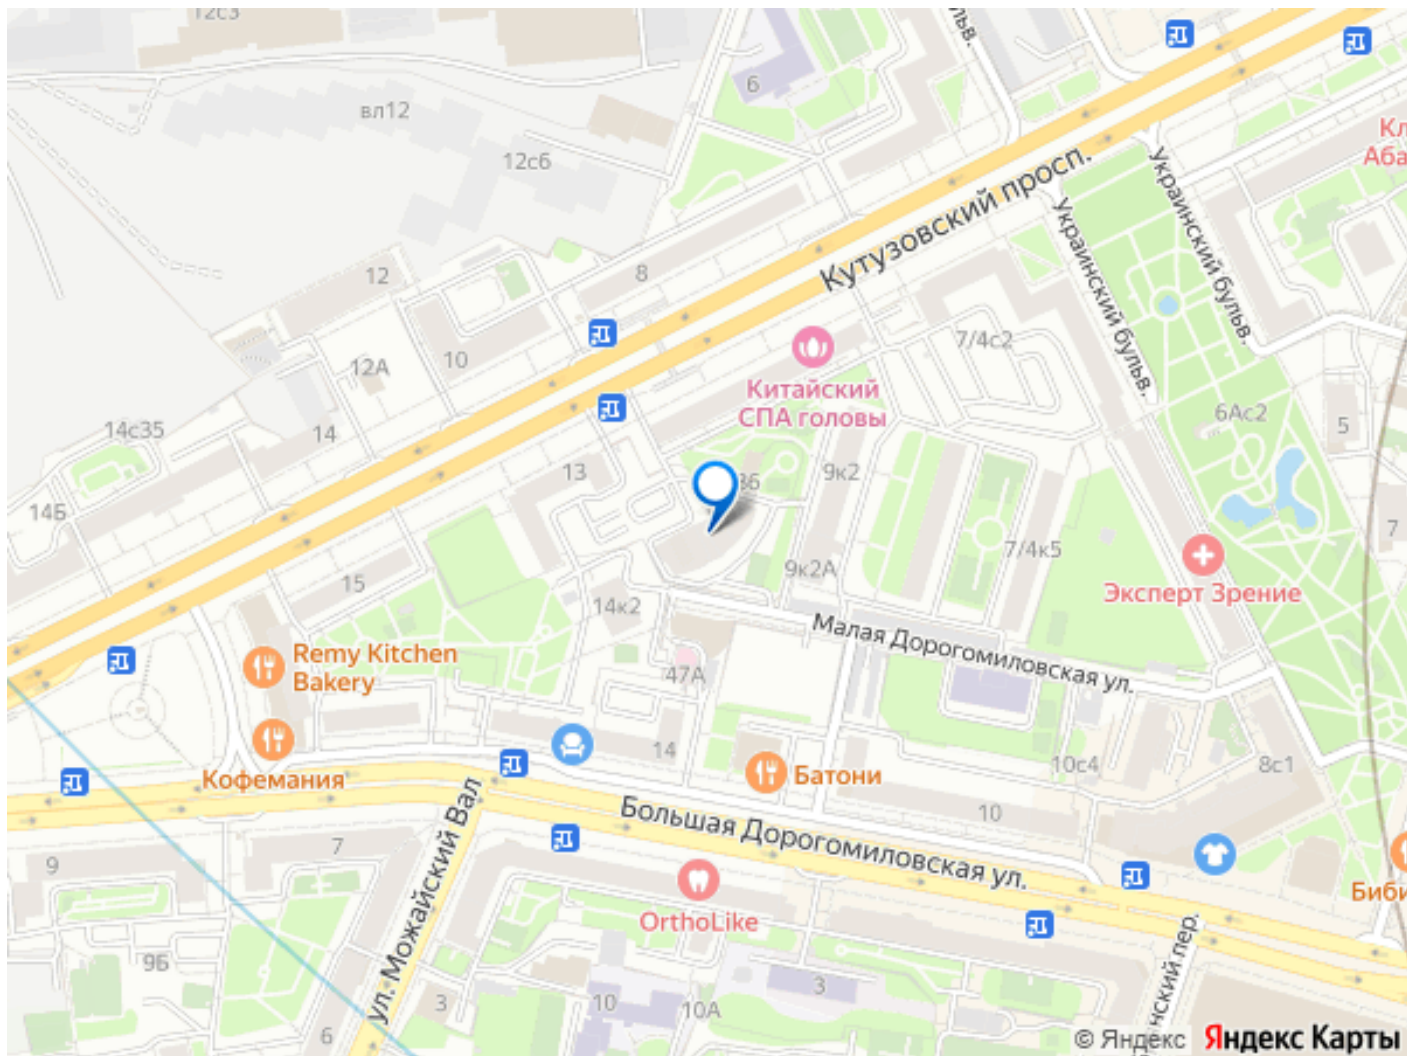 12с3
вл12
6
12с6
Кл
Аба
Кутузовский просп.
Украинский бульв.
Украинский бульв.
12
8
10
12А
7/4с2
Китайский
СПА головы
14с35
14
6Ас2
5
13
9к2
14Б
7
7/4к5
15
9к2А
Эксперт Зрение
14к2
Малая Дорогомиловская ул.
Remy Kitchen
Bakery
47А
14
Кофемания
Батони
10с4
8с1
10
Большая Дорогомиловская ул.
ул. Можайский Вал
7
9
OrthoLike
Биби
9Б
3
10
10А
3
6
© Яндекс
Яндекс Карты